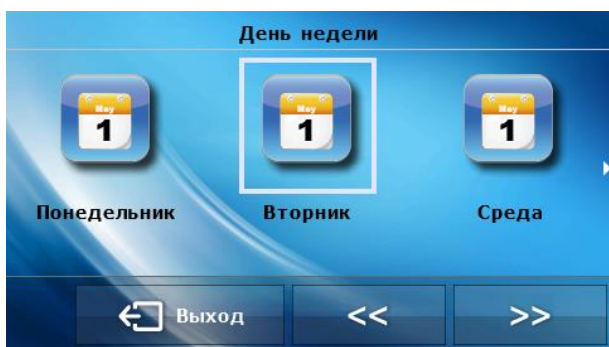 День недели
May May May
1 1 1
Понедельник Вторник Среда
Выход << >>